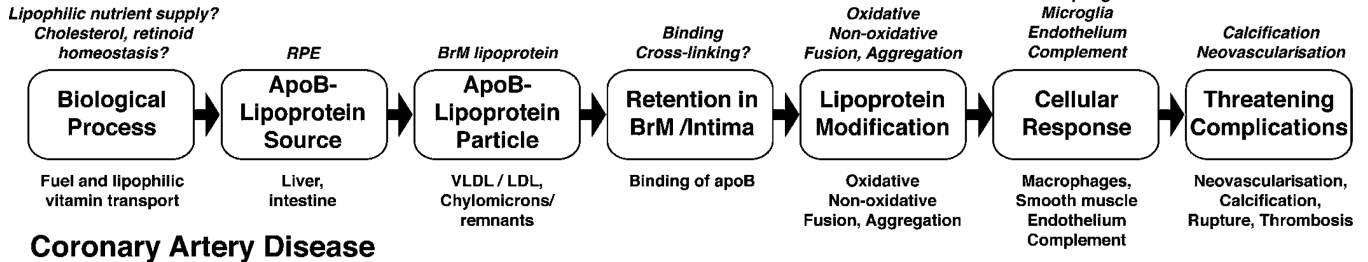 Lipophilic nutrient supply?
Cholesterol, retinoid
homeostasis?
RPE
BrM lipoprotein
Binding
Cross-linking?
Oxidative
Non-oxidative
Fusion, Aggregation
Microglia
Endothelium
Complement
Calcification
Neovascularisation
Biological
Process
ApoB-
Lipoprotein
Source
ApoB-
Lipoprotein
Particle
Retention in
BrM /Intima
Lipoprotein
Modification
Cellular
Response
Threatening
Complications
Fuel and lipophilic
vitamin transport
Liver,
intestine
VLDL / LDL,
Chylomicrons/
remnants
Binding of apoB
Oxidative
Non-oxidative
Fusion, Aggregation
Macrophages,
Smooth muscle
Endothelium
Complement
Neovascularisation,
Calcification,
Rupture, Thrombosis
Coronary Artery Disease